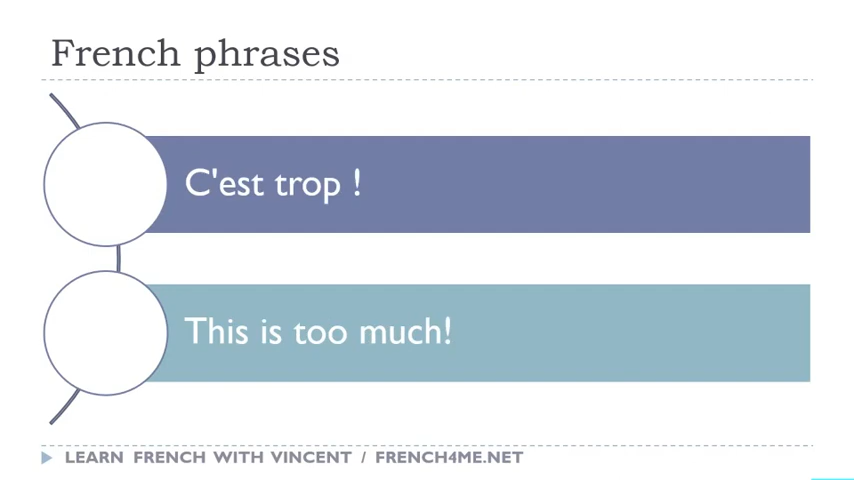 French phrases
C'est trop !
This is too much!
LEARN FRENCH WITH VINCENT / FRENCH4ME.NET